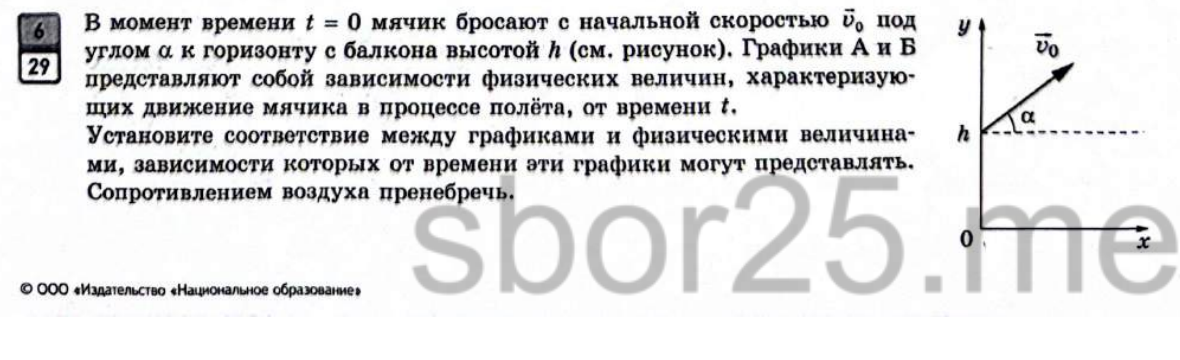 6
29
В момент времени t = 0 мячик бросают с начальной скоростью v⃗₀ под
углом α к горизонту с балкона высотой h (см. рисунок). Графики А и Б
представляют собой зависимости физических величин, характеризую-
щих движение мячика в процессе полёта, от времени t.
Установите соответствие между графиками и физическими величина-
ми, зависимости которых от времени эти графики могут представлять.
Сопротивлением воздуха пренебречь.
y
v⃗₀
α
h
0
x
sbor25.me
© ООО «Издательство «Национальное образование»